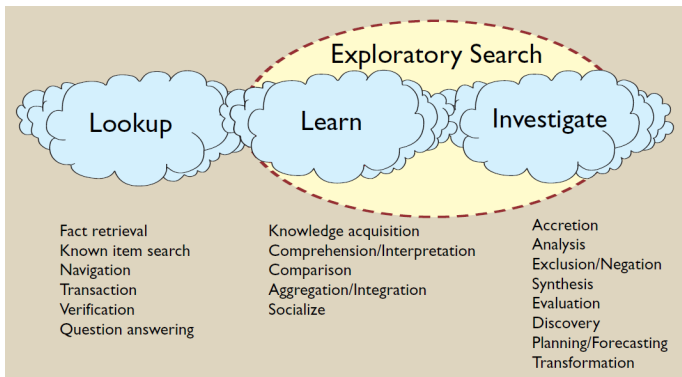 Exploratory Search
Lookup
Learn
Investigate
Fact retrieval
Known item search
Navigation
Transaction
Verification
Question answering
Knowledge acquisition
Comprehension/Interpretation
Comparison
Aggregation/Integration
Socialize
Accretion
Analysis
Exclusion/Negation
Synthesis
Evaluation
Discovery
Planning/Forecasting
Transformation